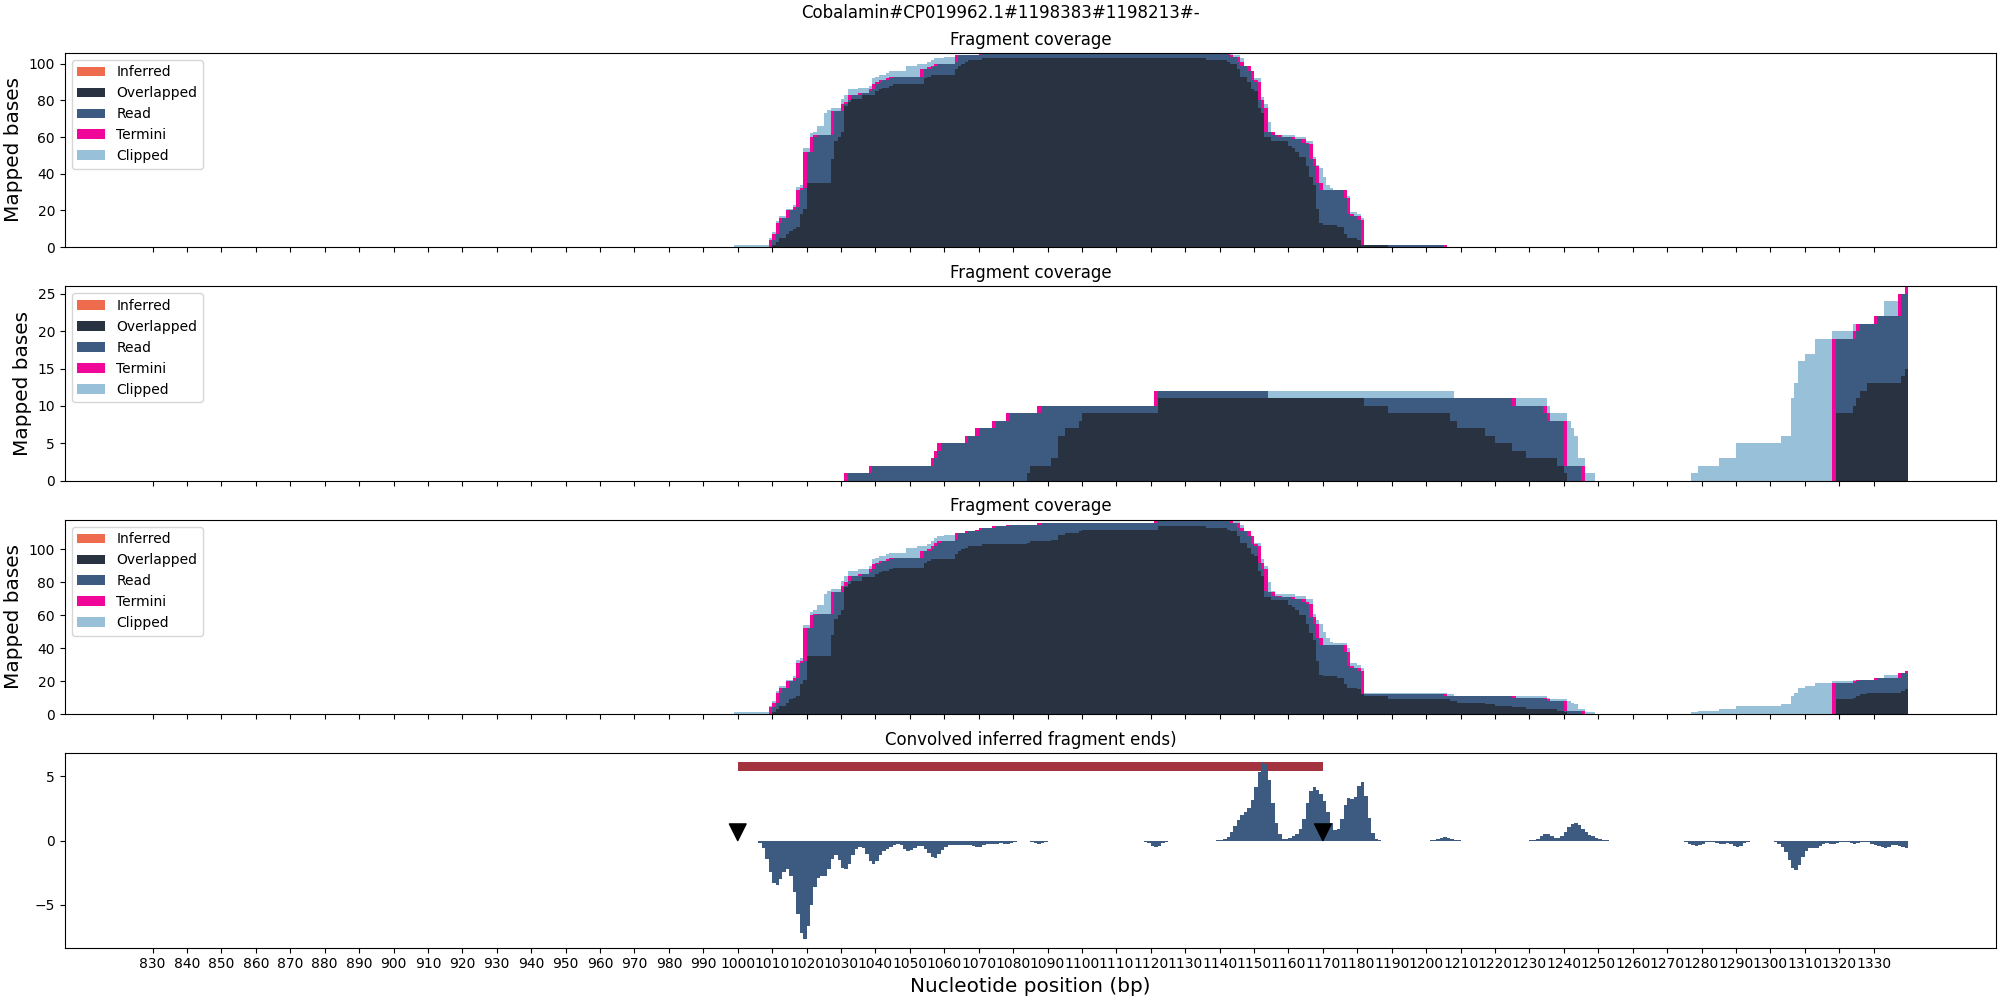 Cobalamin#CP019962.1#1198383#1198213#-
Fragment coverage
Mapped bases
100
80
60
40
20
0
Inferred
Overlapped
Read
Termini
Clipped
Fragment coverage
Mapped bases
25
20
15
10
5
0
Inferred
Overlapped
Read
Termini
Clipped
Fragment coverage
Mapped bases
100
80
60
40
20
0
Inferred
Overlapped
Read
Termini
Clipped
Convolved inferred fragment ends)
5
0
−5
830 840 850 860 870 880 890 900 910 920 930 940 950 960 970 980 990 1000 1010 1020 1030 1040 1050 1060 1070 1080 1090 1100 1110 1120 1130 1140 1150 1160 1170 1180 1190 1200 1210 1220 1230 1240 1250 1260 1270 1280 1290 1300 1310 1320 1330
Nucleotide position (bp)